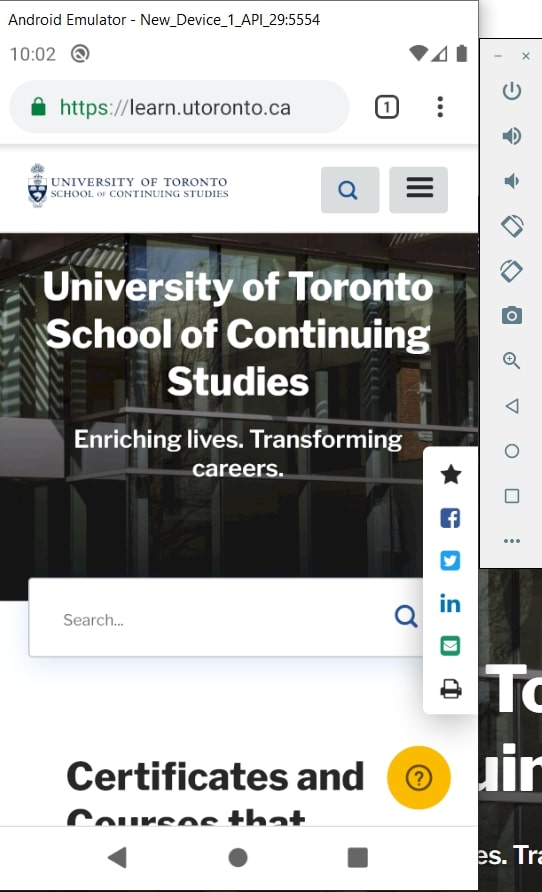 Android Emulator - New_Device_1_API_29:5554
10:02
https://learn.utoronto.ca
1
UNIVERSITY OF TORONTO
SCHOOL OF CONTINUING STUDIES
University of Toronto
School of Continuing
Studies
Enriching lives. Transforming
careers.
in
Search...
To
Certificates and
Courses that
uin
es. Tra